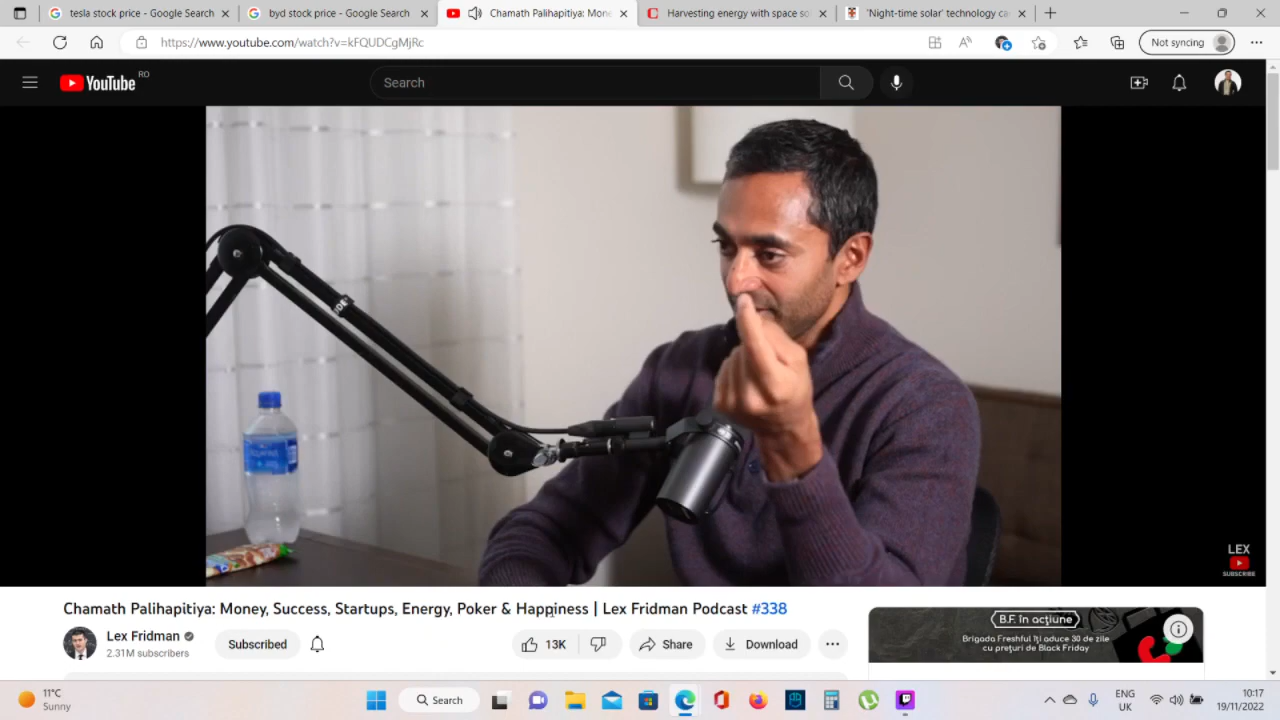 tesla stock price - Google Search
byd stock price - Google Search
Chamath Palihapitiya: Mone
Harvesting energy with space so
'Night-time solar' technology ca
https://www.youtube.com/watch?v=kFQUDCgMjRc
Not syncing
YouTube RO
Search
LEX
SUBSCRIBE
Chamath Palihapitiya: Money, Success, Startups, Energy, Poker & Happiness | Lex Fridman Podcast #338
Lex Fridman
2.31M subscribers
Subscribed
13K
Share
Download
B.F. în acțiune
Brigada Freshful îți aduce 30 de zile
cu prețuri de Black Friday
11°C
Sunny
Search
ENG
UK
10:17
19/11/2022